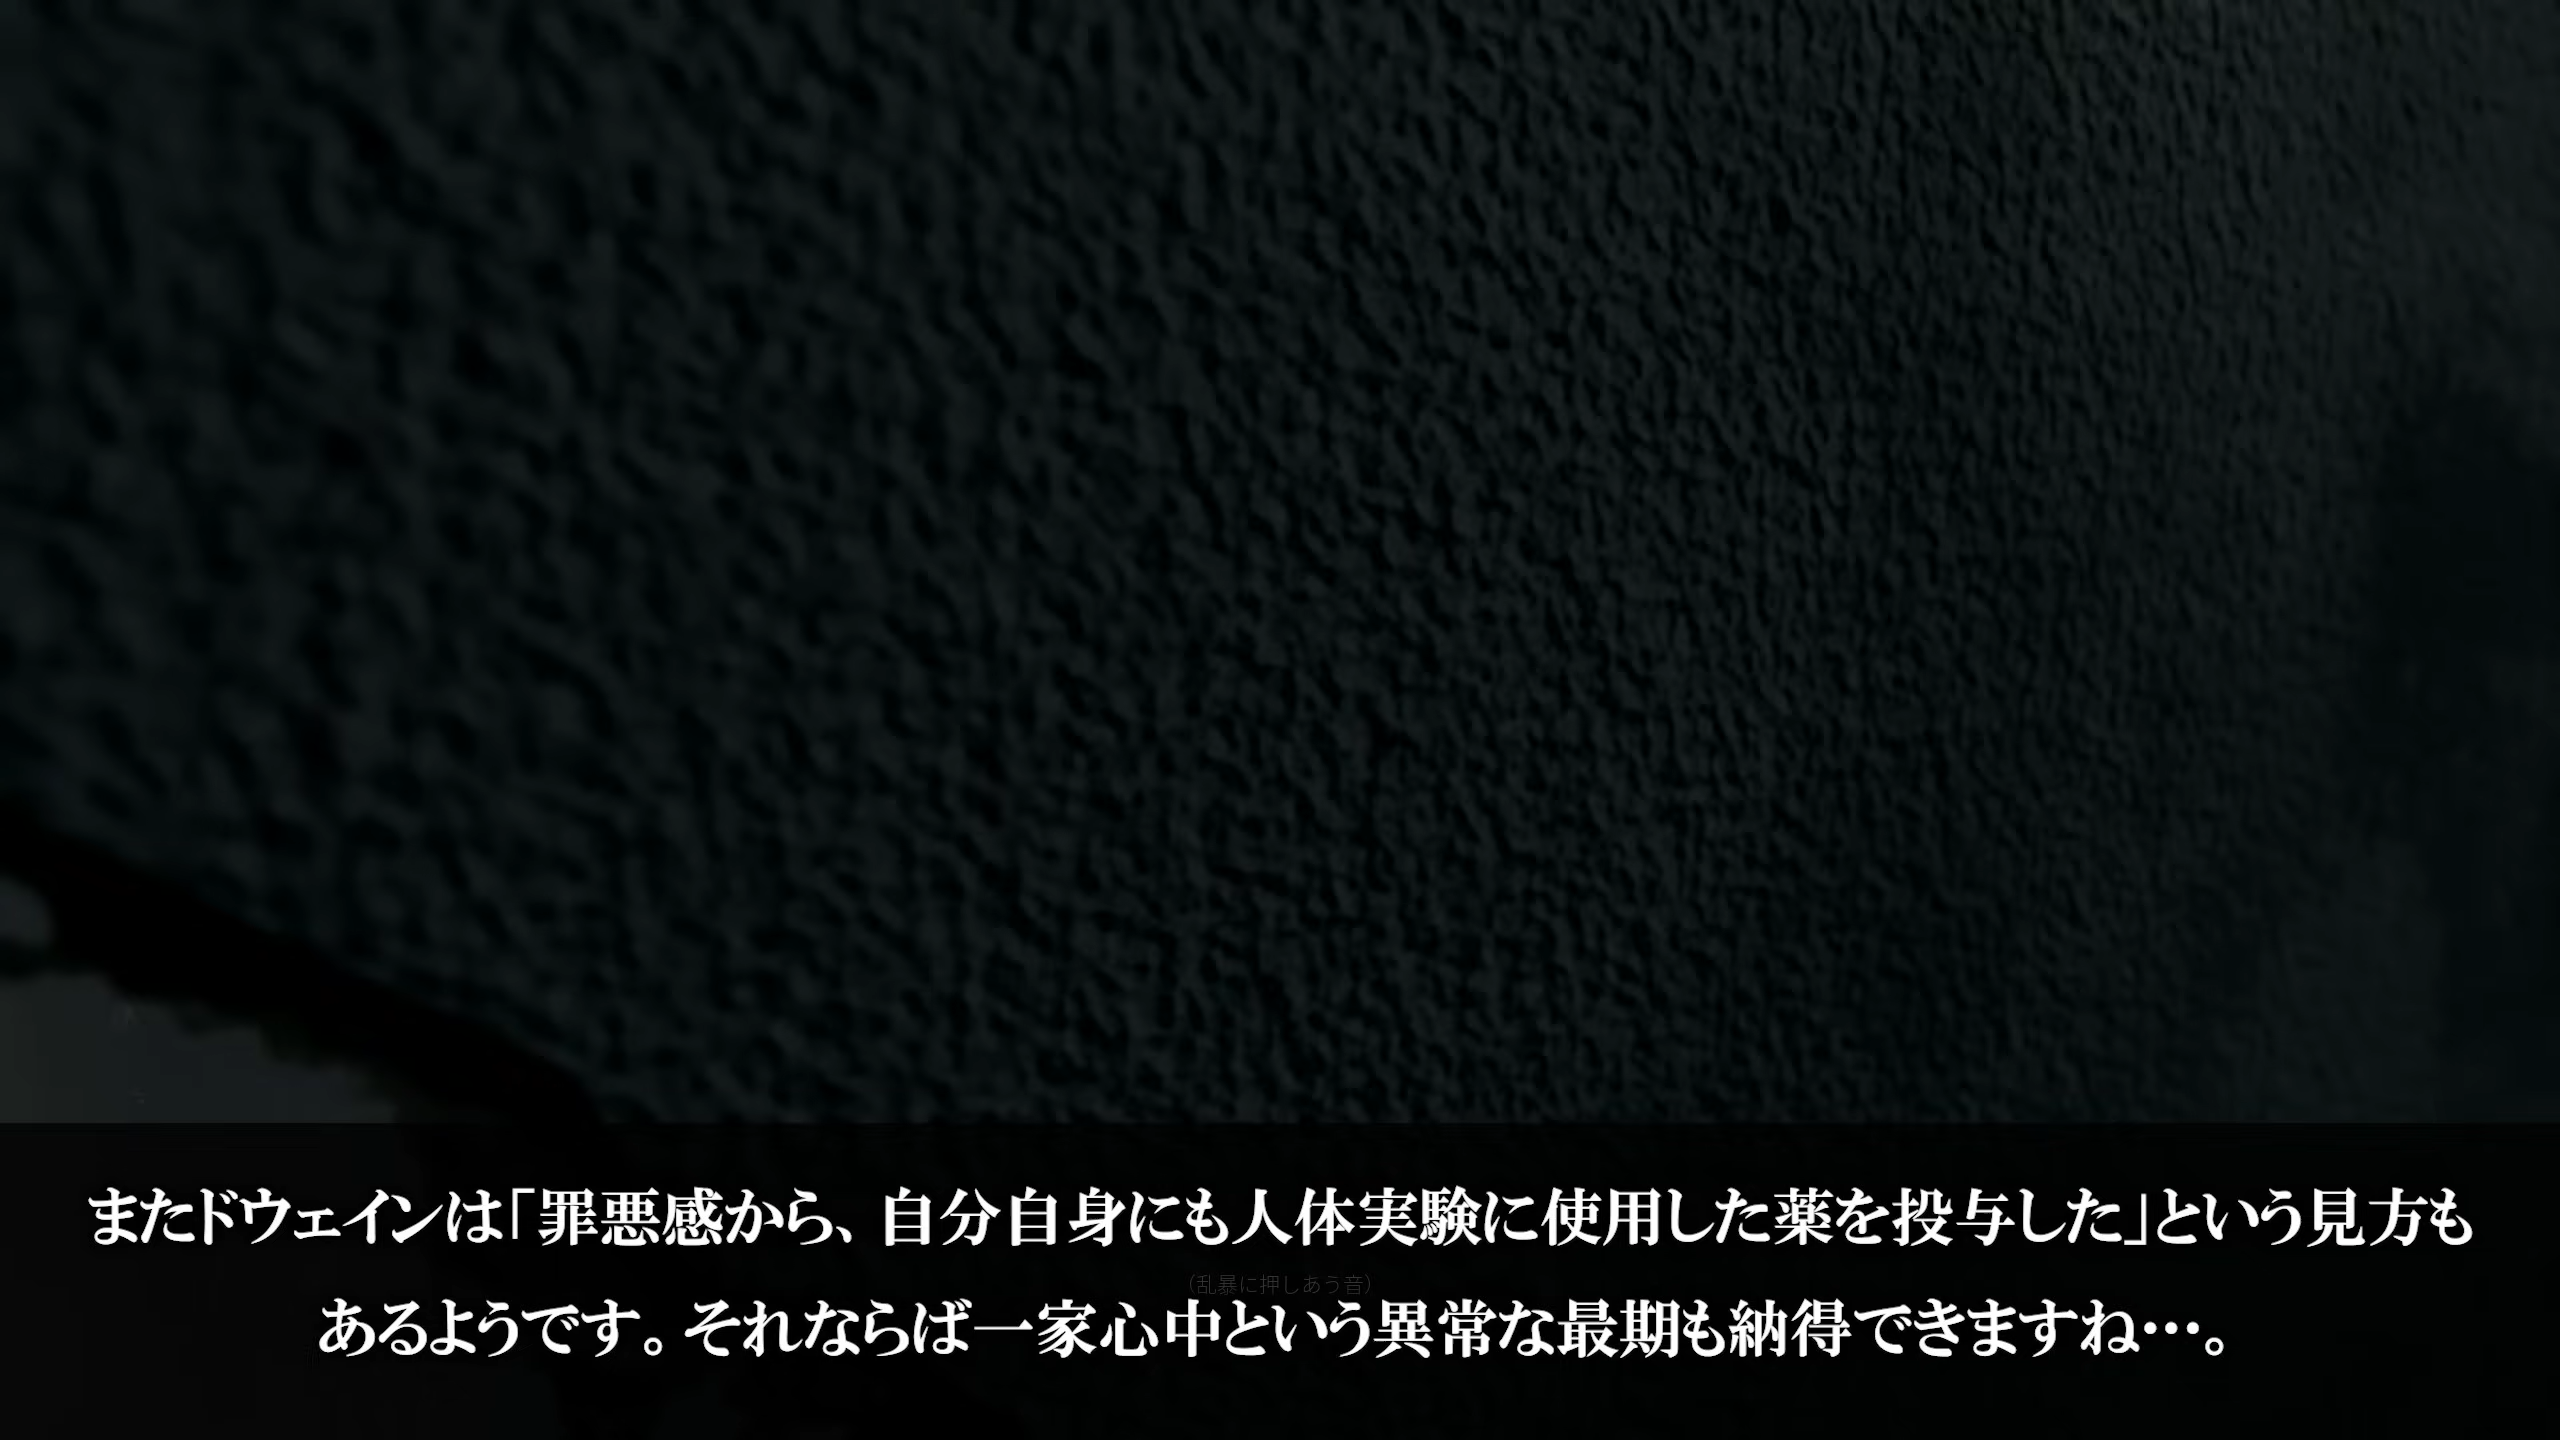 またドウェインは「罪悪感から、自分自身にも人体実験に使用した薬を投与した」という見方も
（乱暴に押しあう音）
あるようです。それならば一家心中という異常な最期も納得できますね…。